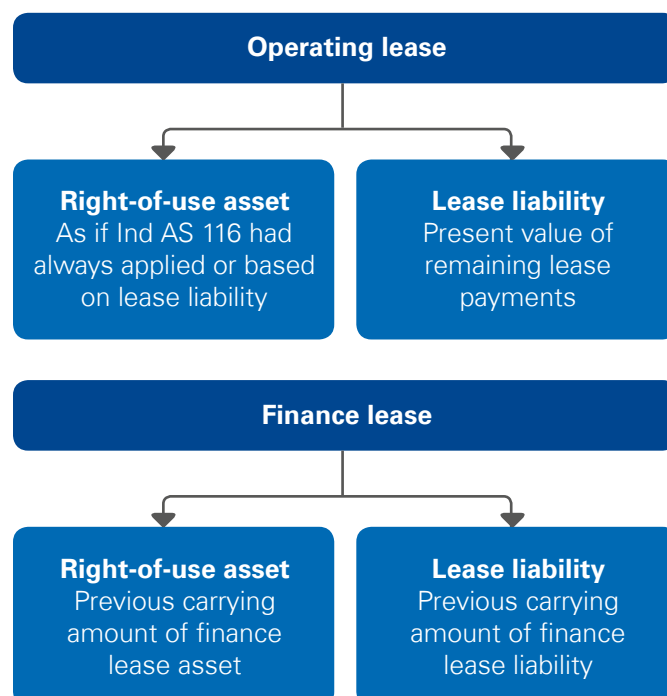 Operating lease
Right-of-use asset
As if Ind AS 116 had
always applied or based
on lease liability
Lease liability
Present value of
remaining lease
payments
Finance lease
Right-of-use asset
Previous carrying
amount of finance
lease asset
Lease liability
Previous carrying
amount of finance
lease liability